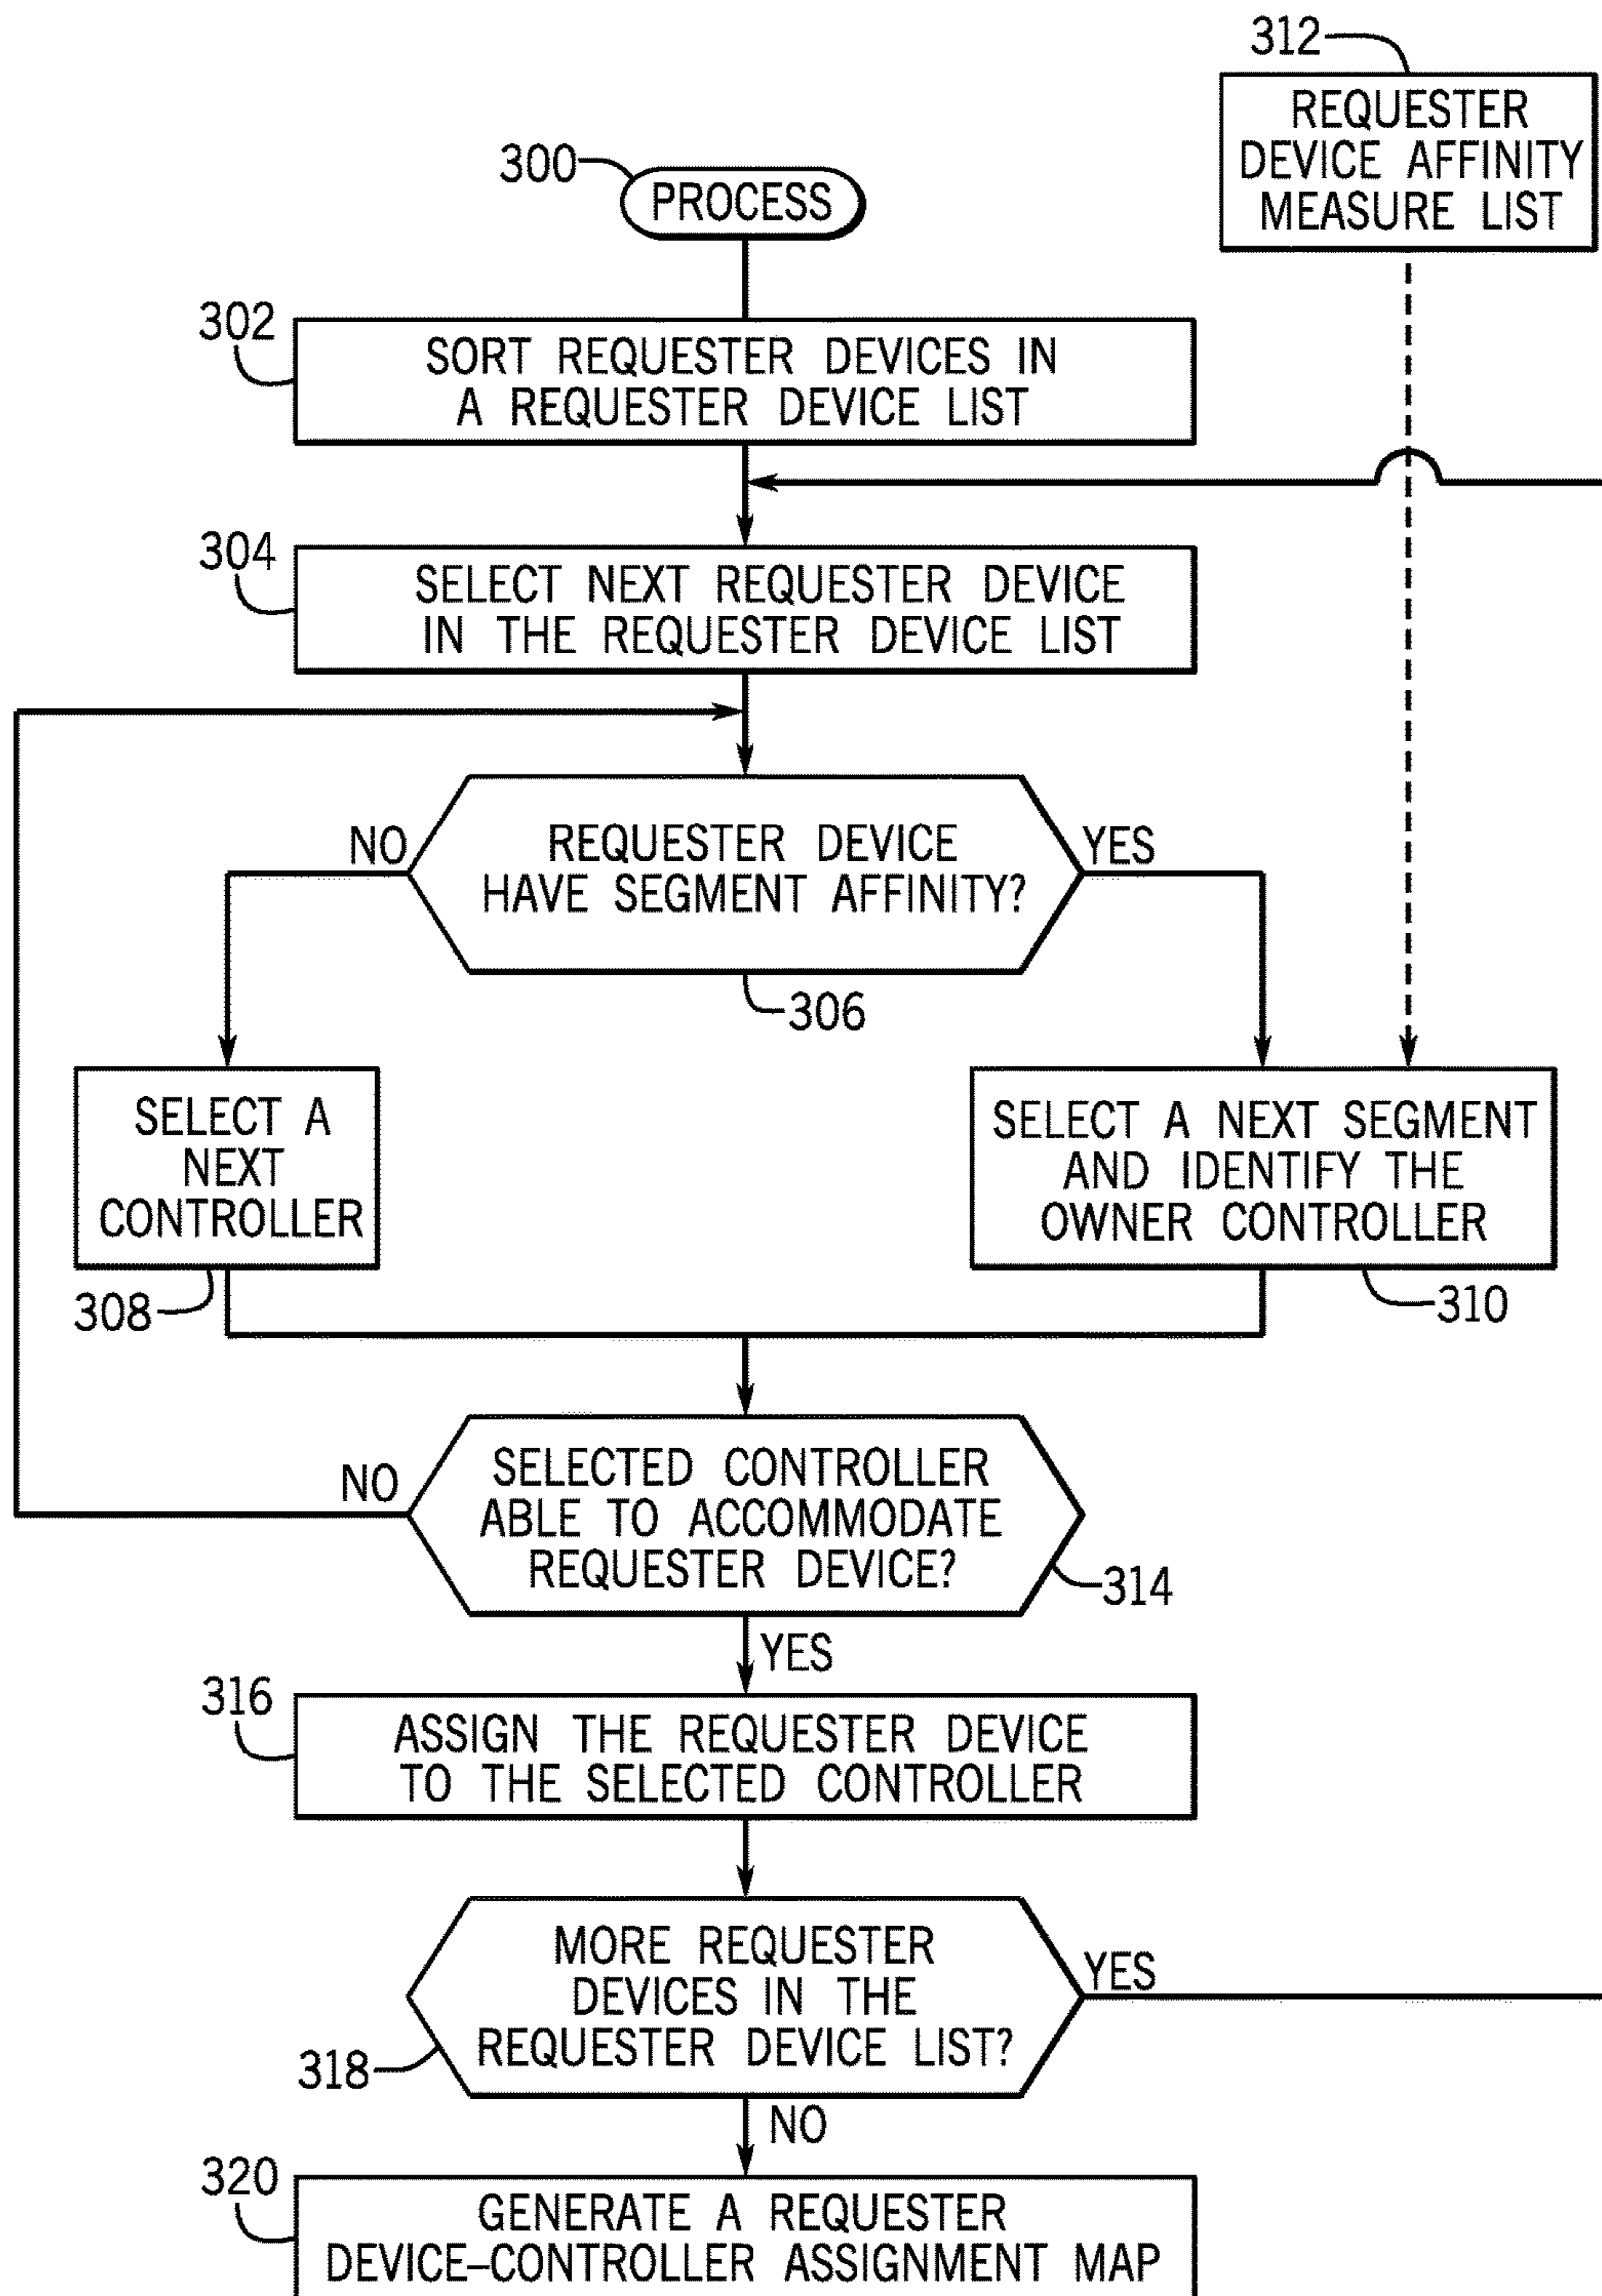 312
REQUESTER
DEVICE AFFINITY
MEASURE LIST
300
PROCESS
302
SORT REQUESTER DEVICES IN
A REQUESTER DEVICE LIST
304
SELECT NEXT REQUESTER DEVICE
IN THE REQUESTER DEVICE LIST
NO
REQUESTER DEVICE
HAVE SEGMENT AFFINITY?
YES
306
SELECT A
NEXT
CONTROLLER
308
SELECT A NEXT SEGMENT
AND IDENTIFY THE
OWNER CONTROLLER
310
NO
SELECTED CONTROLLER
ABLE TO ACCOMMODATE
REQUESTER DEVICE?
314
YES
316
ASSIGN THE REQUESTER DEVICE
TO THE SELECTED CONTROLLER
MORE REQUESTER
DEVICES IN THE
REQUESTER DEVICE LIST?
YES
318
NO
320
GENERATE A REQUESTER
DEVICE–CONTROLLER ASSIGNMENT MAP